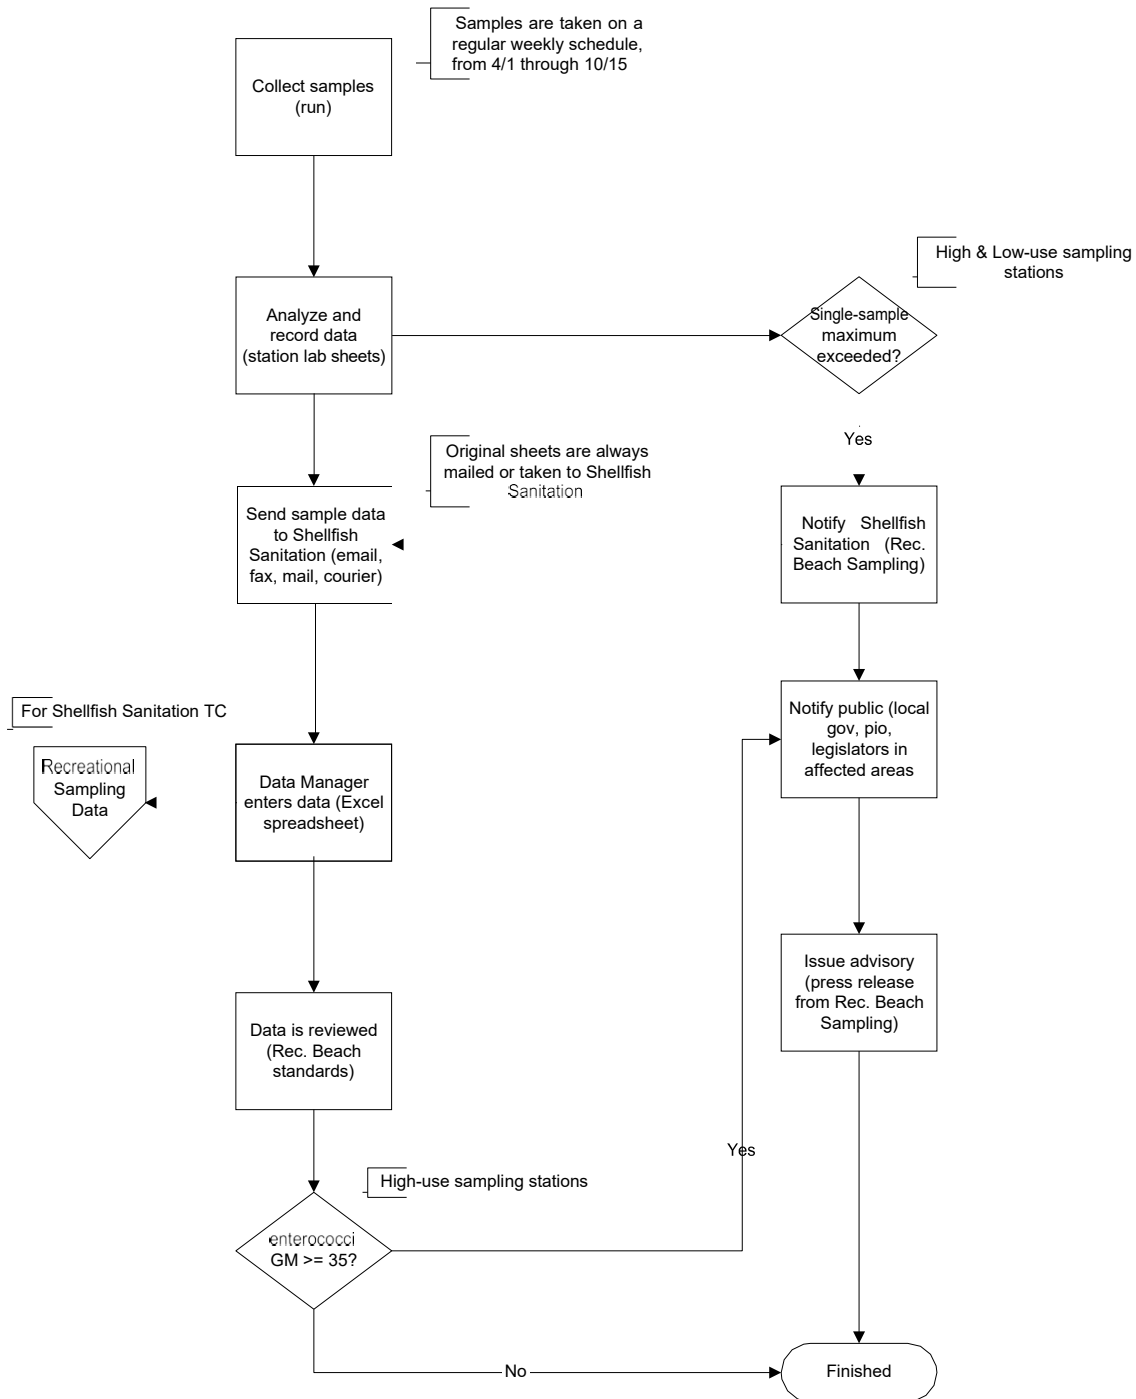 Samples are taken on a
regular weekly schedule,
from 4/1 through 10/15
Collect samples
(run)
High & Low-use sampling
stations
Analyze and
record data
(station lab sheets)
Single-sample
maximum
exceeded?
Original sheets are always
mailed or taken to Shellfish
Sanitation
Yes
Send sample data
to Shellfish
Sanitation (email,
fax, mail, courier)
Notify Shellfish
Sanitation (Rec.
Beach Sampling)
For Shellfish Sanitation TC
Recreational
Sampling
Data
Data Manager
enters data (Excel
spreadsheet)
Notify public (local
gov, pio,
legislators in
affected areas
Issue advisory
(press release
from Rec. Beach
Sampling)
Data is reviewed
(Rec. Beach
standards)
Yes
High-use sampling stations
enterococci
GM >= 35?
No
Finished